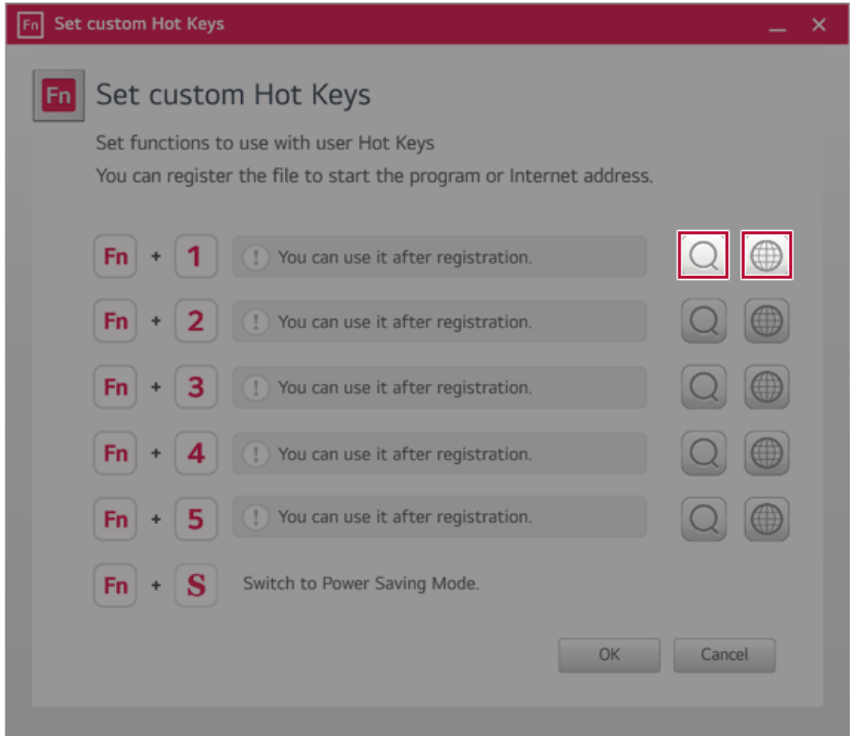 Fn Set custom Hot Keys
Fn Set custom Hot Keys
Set functions to use with user Hot Keys
You can register the file to start the program or Internet address.
Fn + 1 ! You can use it after registration.
Fn + 2 ! You can use it after registration.
Fn + 3 ! You can use it after registration.
Fn + 4 ! You can use it after registration.
Fn + 5 ! You can use it after registration.
Fn + S Switch to Power Saving Mode.
OK Cancel